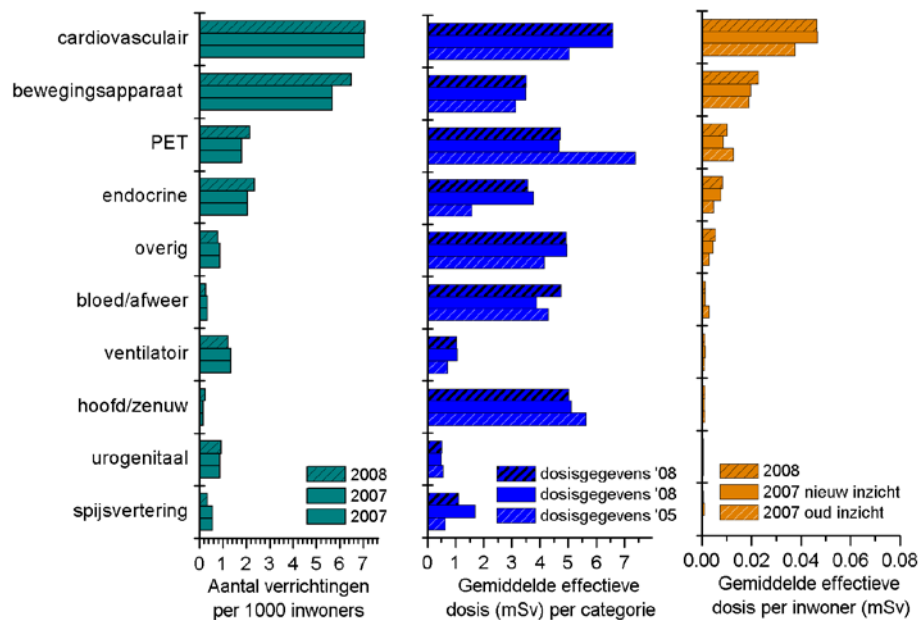 cardiovasculair
bewegingsapparaat
PET
endocrine
overig
bloed/afweer
ventilatoir
hoofd/zenuw
urogenitaal
spijsvertering
2008
2007
2007
0 1 2 3 4 5 6 7
Aantal verrichtingen
per 1000 inwoners
dosisgegevens '08
dosisgegevens '08
dosisgegevens '05
0 1 2 3 4 5 6 7
Gemiddelde effectieve
dosis (mSv) per categorie
2008
2007 nieuw inzicht
2007 oud inzicht
0.00 0.02 0.04 0.06 0.08
Gemiddelde effectieve
dosis per inwoner (mSv)